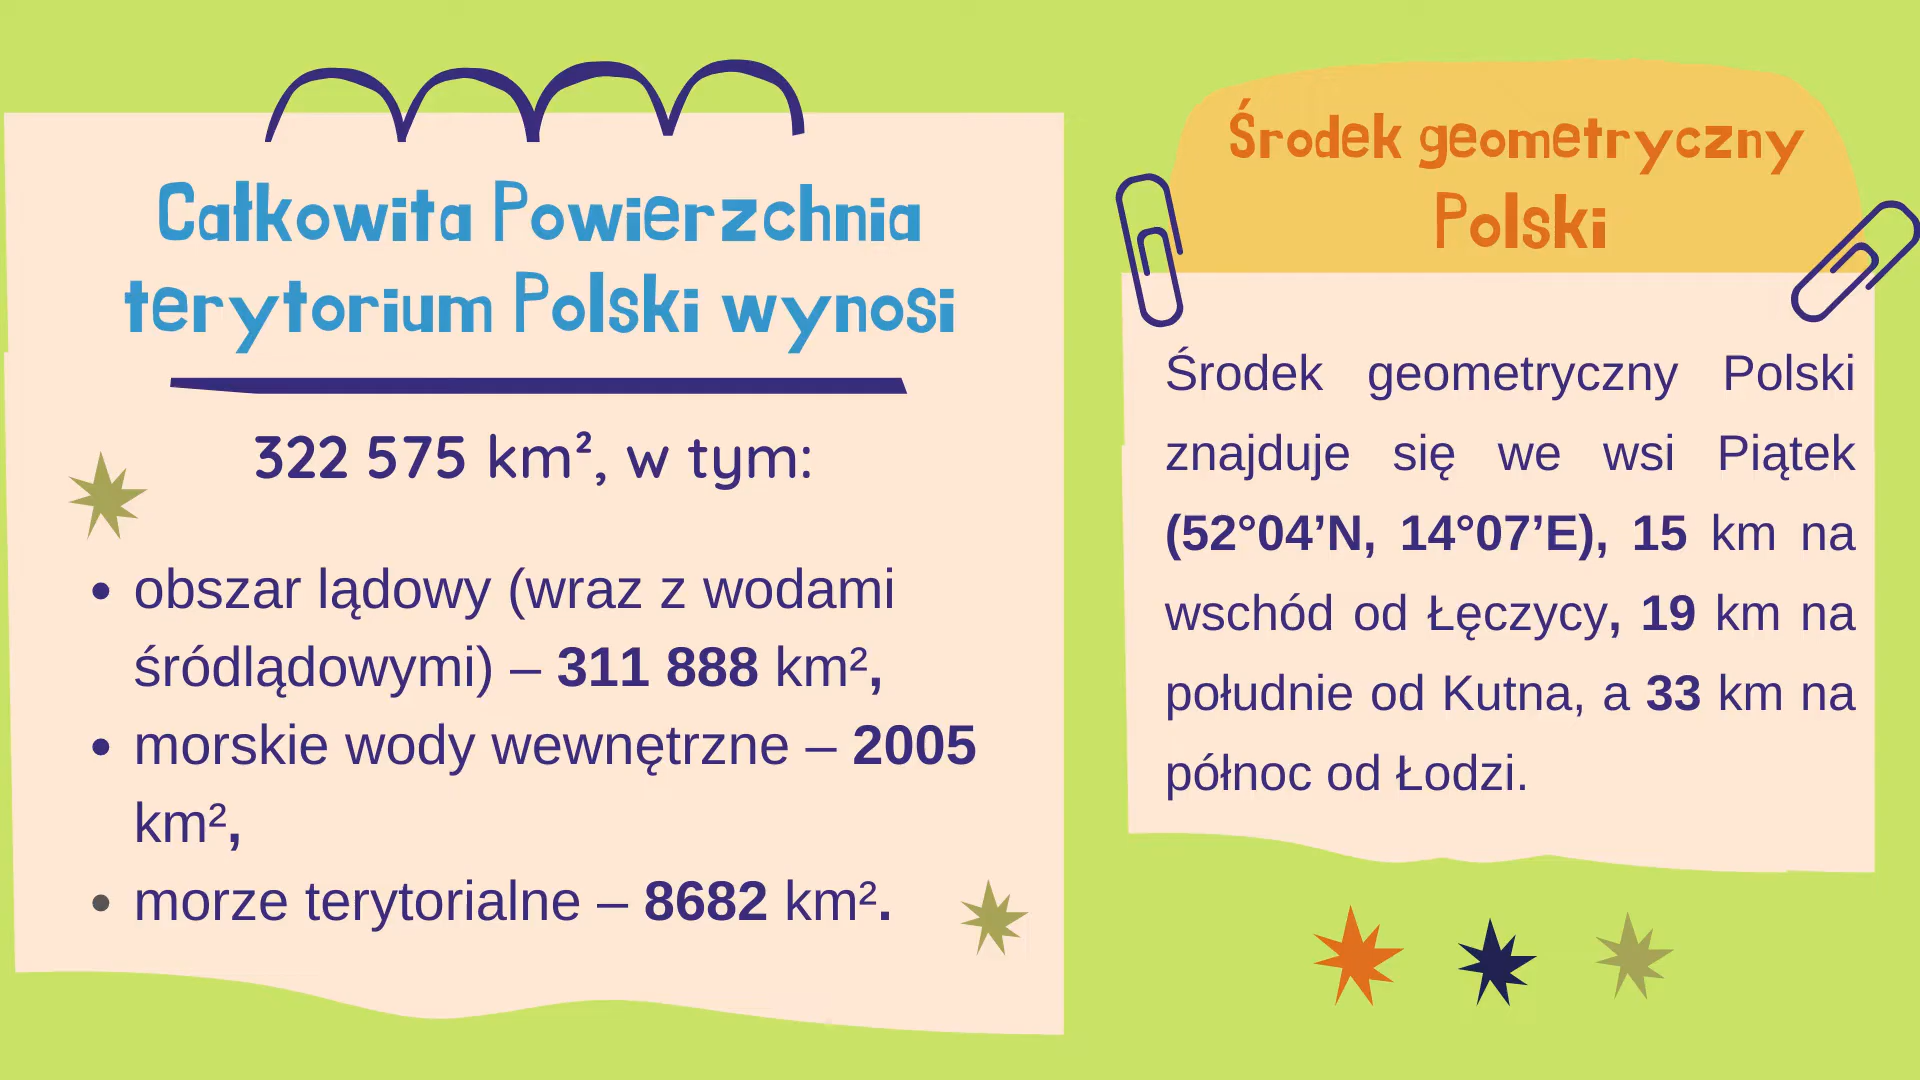 Całkowita Powierzchnia
terytorium Polski wynosi
322 575 km², w tym:
• obszar lądowy (wraz z wodami
śródlądowymi) – 311 888 km²,
• morskie wody wewnętrzne – 2005
km²,
• morze terytorialne – 8682 km².
Środek geometryczny
Polski
Środek geometryczny Polski
znajduje się we wsi Piątek
(52°04’N, 14°07’E), 15 km na
wschód od Łęczycy, 19 km na
południe od Kutna, a 33 km na
północ od Łodzi.